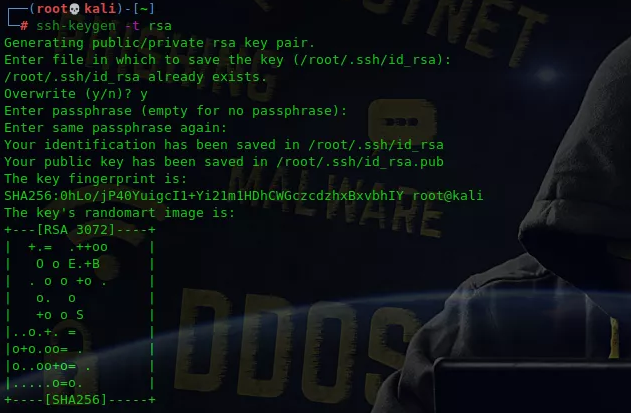 ┌──(root💀kali)-[~]
└─# ssh-keygen -t rsa
Generating public/private rsa key pair.
Enter file in which to save the key (/root/.ssh/id_rsa):
/root/.ssh/id_rsa already exists.
Overwrite (y/n)? y
Enter passphrase (empty for no passphrase):
Enter same passphrase again:
Your identification has been saved in /root/.ssh/id_rsa
Your public key has been saved in /root/.ssh/id_rsa.pub
The key fingerprint is:
SHA256:0hLo/jP40YuigcI1+Yi21m1HDhCWGczcdzhxBxvbhIY root@kali
The key's randomart image is:
+---[RSA 3072]----+
|  +.=  .++oo     |
|   O o E.+B      |
|  . o o +o .     |
|   o.  o         |
|   +o o S        |
|..o.+. =         |
|o+o.oo= .        |
|o..oo+o= .       |
|.....o=o.        |
+----[SHA256]-----+
MALWARE
DDOS